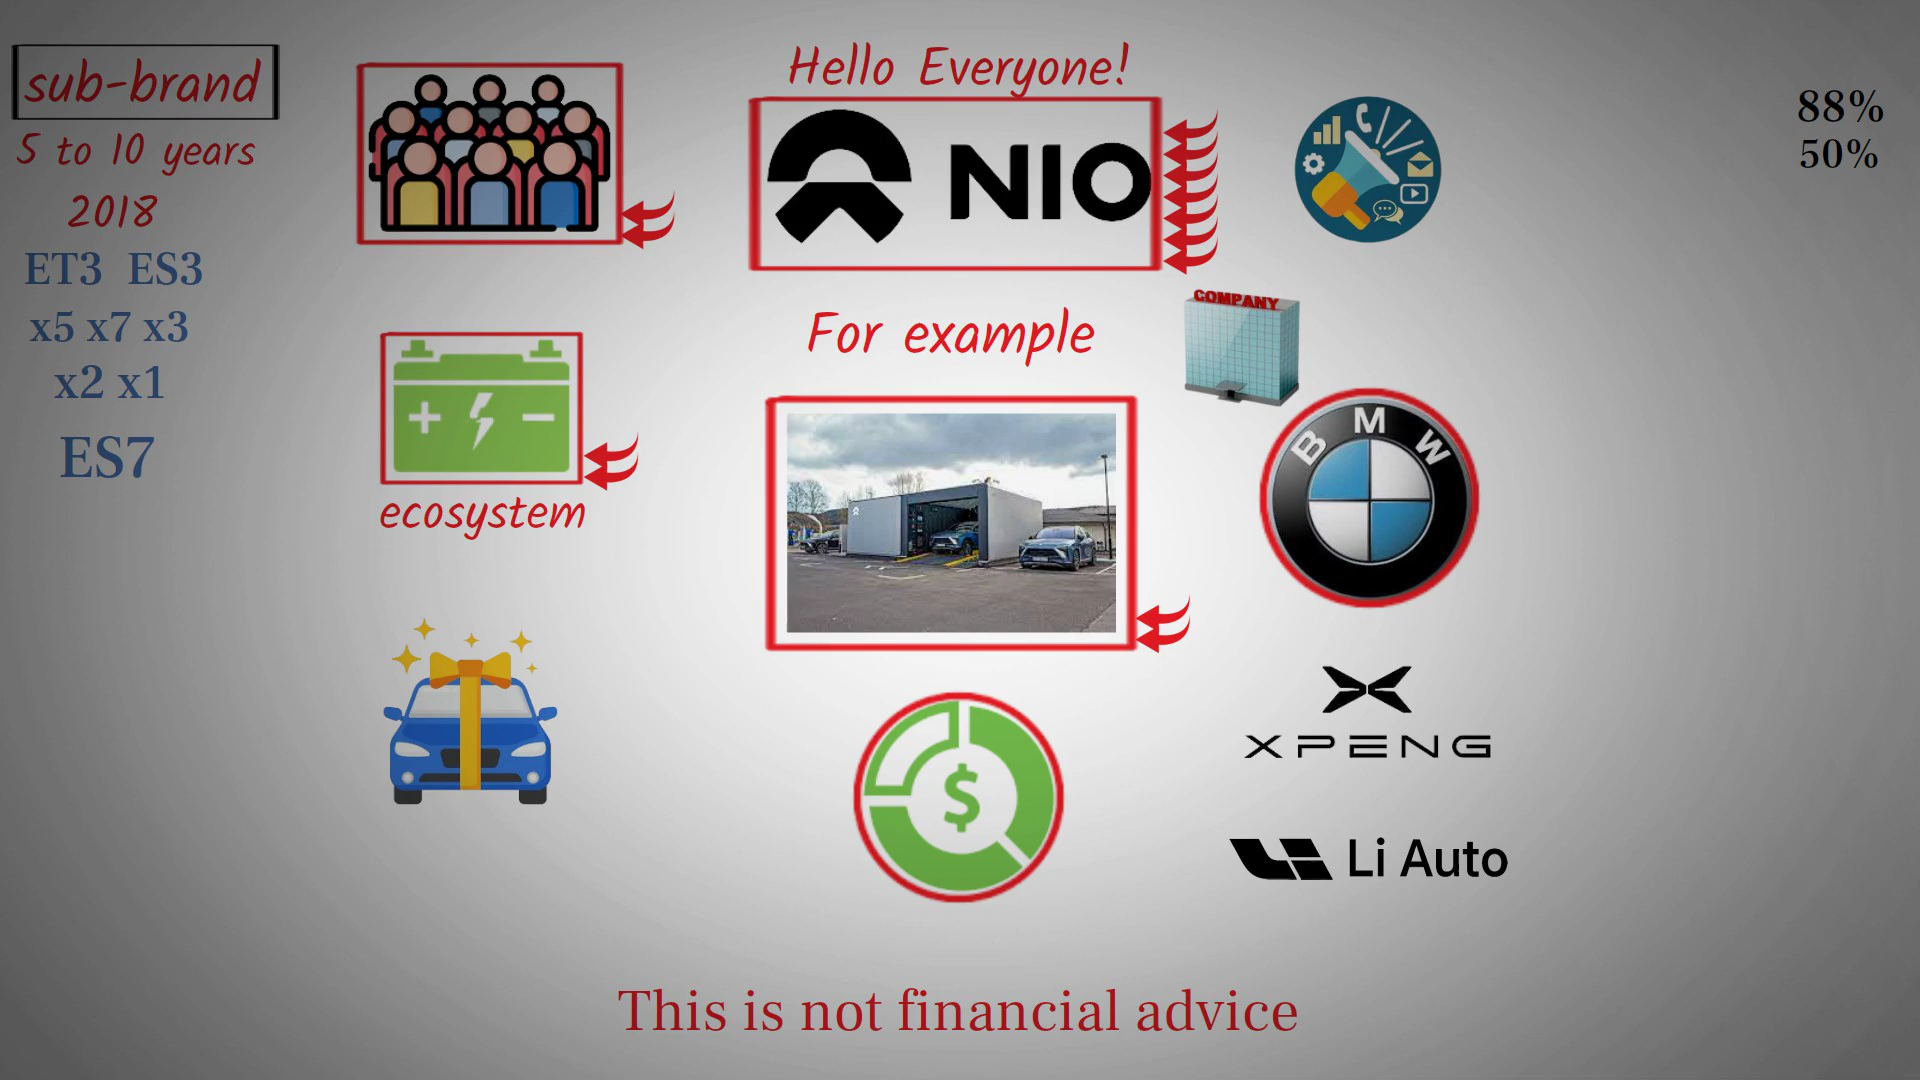 sub-brand
5 to 10 years
2018
ET3 ES3
x5 x7 x3
x2 x1
ES7
ecosystem
Hello Everyone!
NIO
For example
$
COMPANY
BMW
XPENG
Li Auto
88%
50%
This is not financial advice